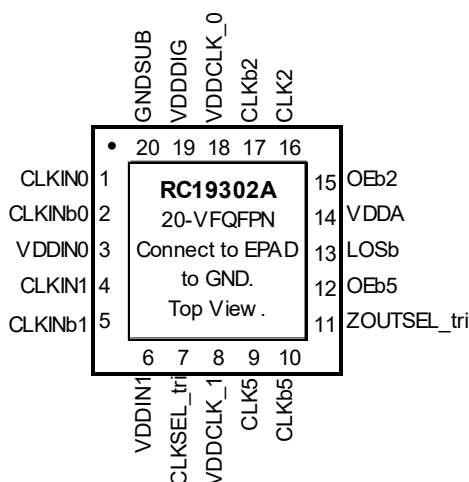 GNDSUB
VDDDIG
VDDCLK_0
CLKb2
CLK2
20 19 18 17 16
CLKIN0 1
CLKINb0 2
VDDIN0 3
CLKIN1 4
CLKINb1 5
RC19302A
20-VFQFPN
Connect to EPAD
to GND.
Top View .
15 OEb2
14 VDDA
13 LOSb
12 OEb5
11 ZOUTSEL_tri
6 7 8 9 10
VDDIN1
CLKSEL_tri
VDDCLK_1
CLK5
CLKb5